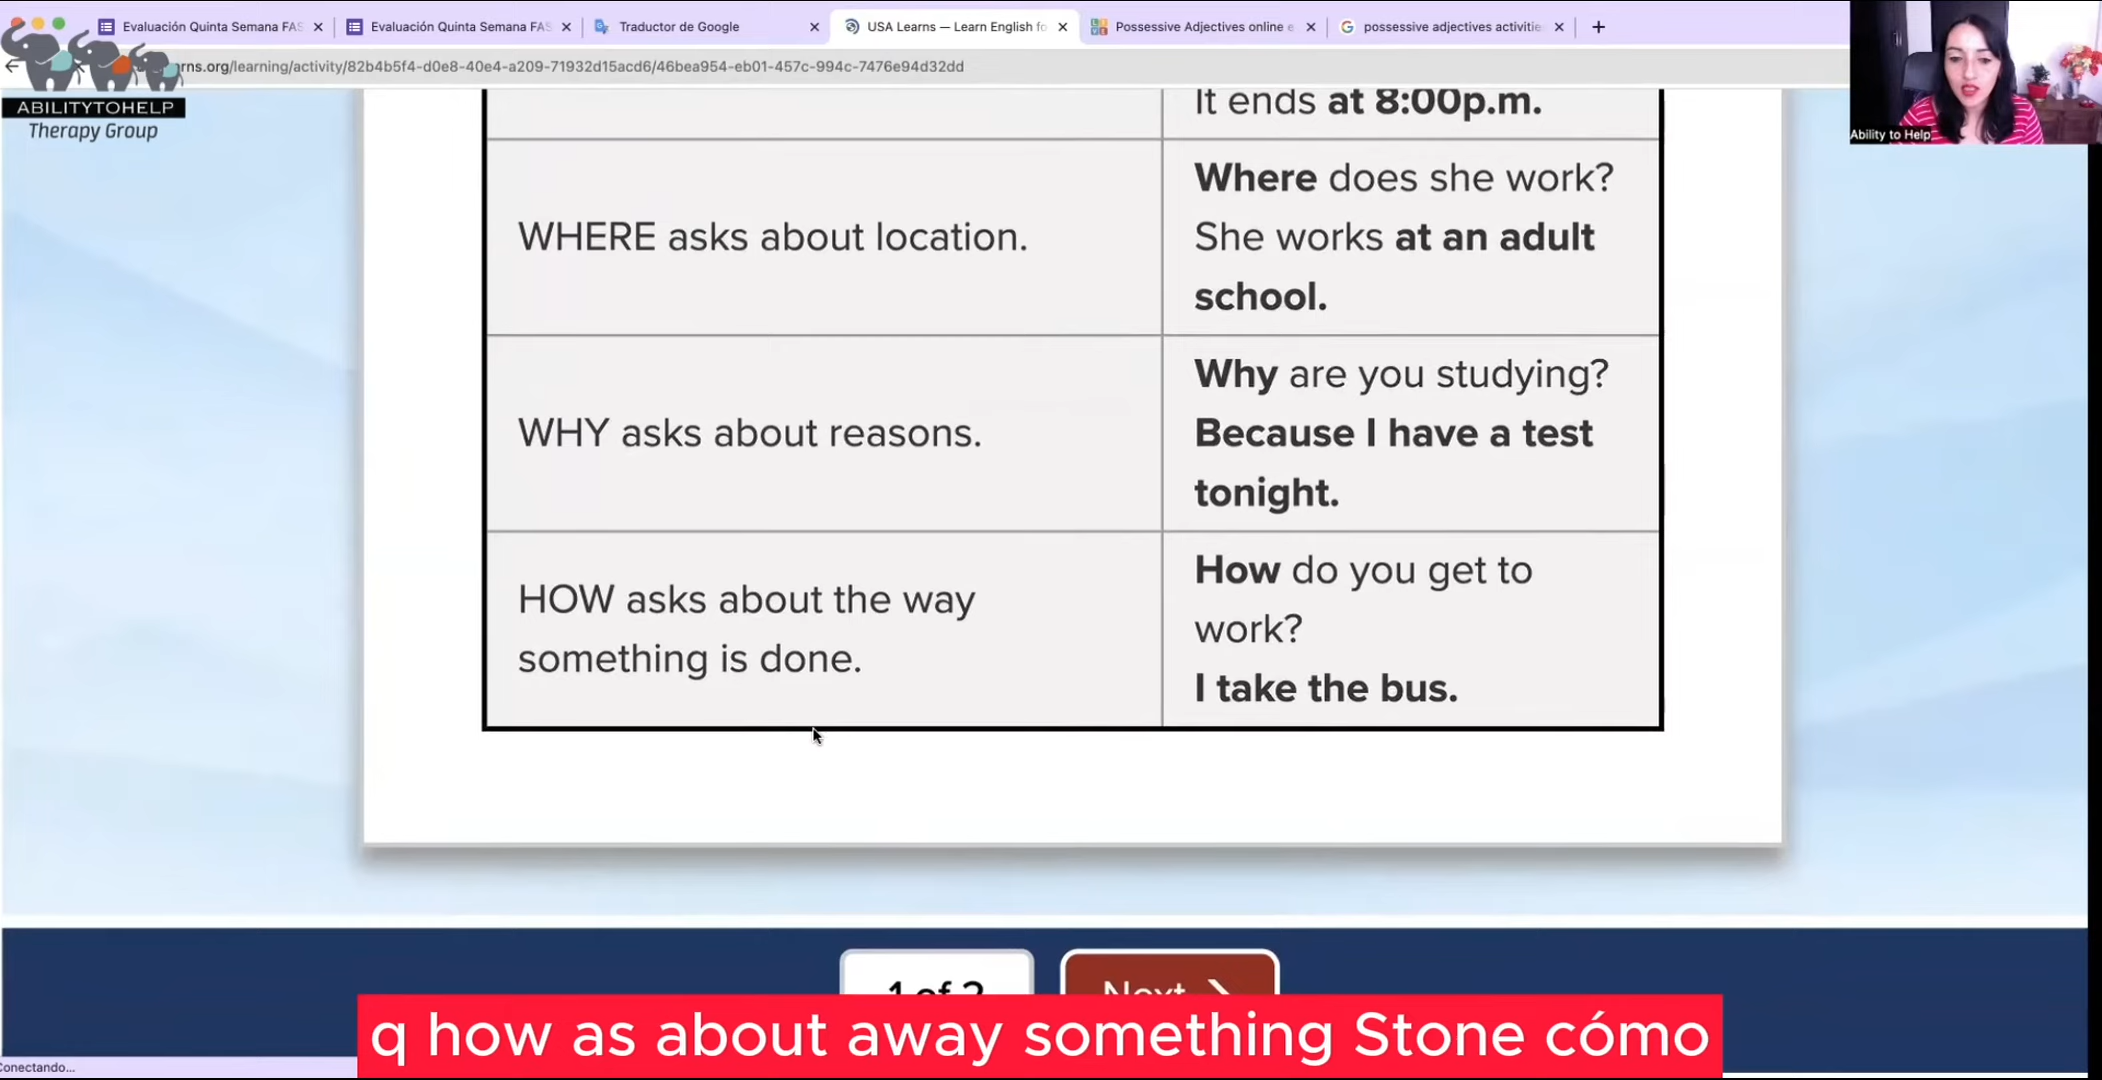 Evaluación Quinta Semana FAS
Evaluación Quinta Semana FAS
Traductor de Google
USA Learns — Learn English fo
Possessive Adjectives online e
possessive adjectives activitie
rns.org/learning/activity/82b4b5f4-d0e8-40e4-a209-71932d15acd6/46bea954-eb01-457c-994c-7476e94d32dd
ABILITYTOHELP
Therapy Group
Ability to Help
It ends at 8:00p.m.
WHERE asks about location.
Where does she work?
She works at an adult
school.
WHY asks about reasons.
Why are you studying?
Because I have a test
tonight.
HOW asks about the way
something is done.
How do you get to
work?
I take the bus.
1 of 2
Next
q how as about away something Stone cómo
Conectando...